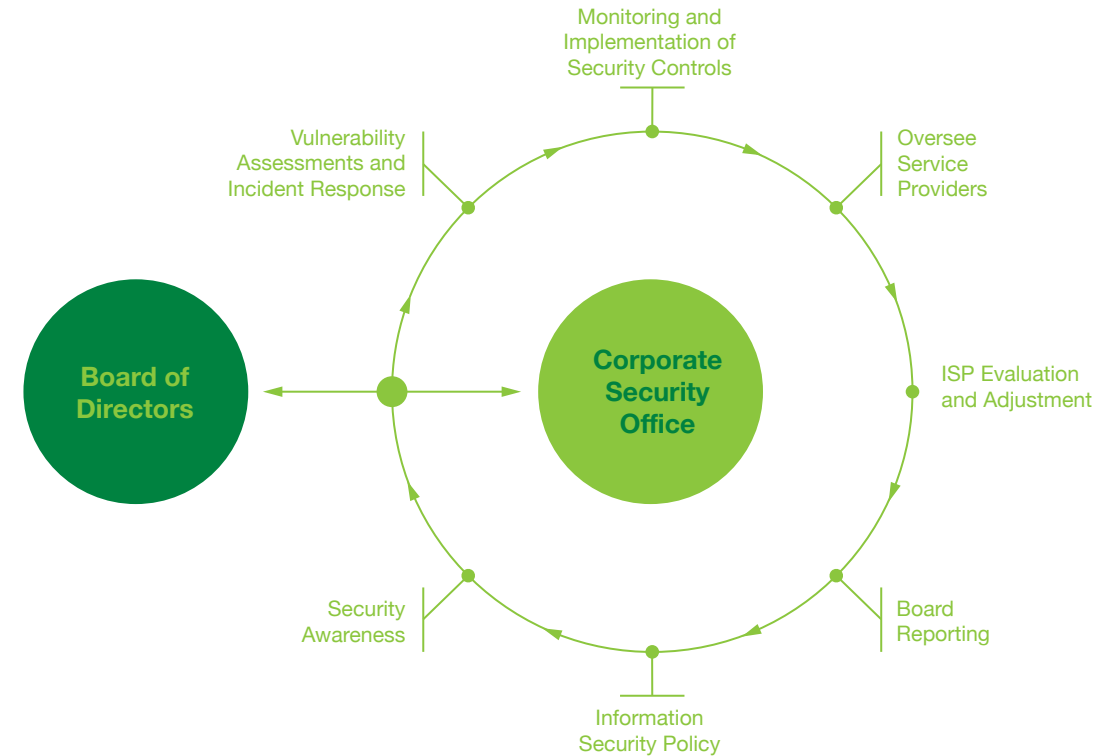 Monitoring and
Implementation of
Security Controls
Vulnerability
Assessments and
Incident Response
Oversee
Service
Providers
Board of
Directors
Corporate
Security
Office
ISP Evaluation
and Adjustment
Security
Awareness
Board
Reporting
Information
Security Policy